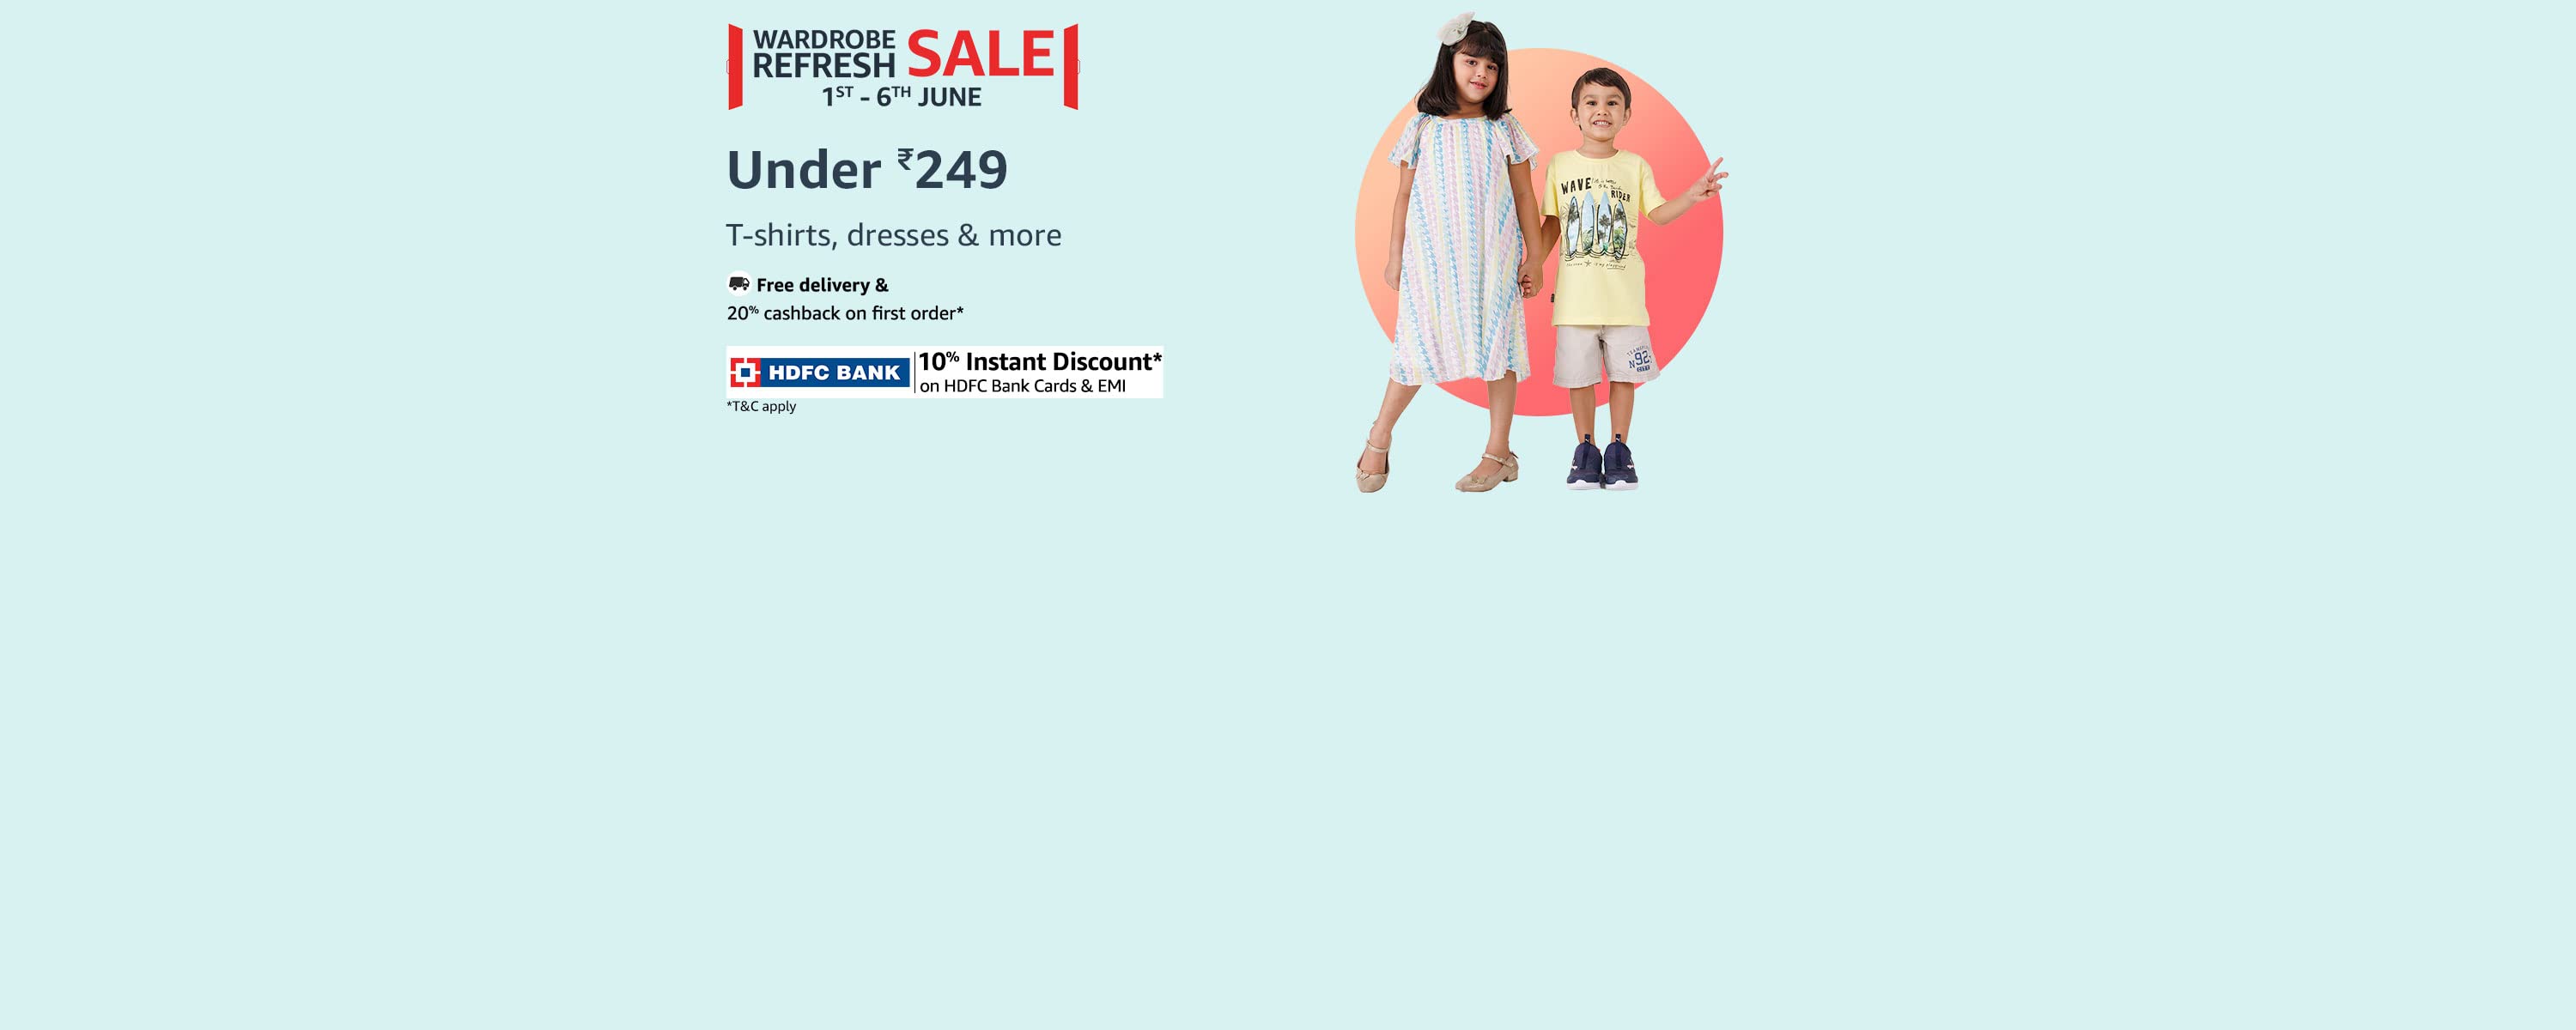 WARDROBE
REFRESH SALE
1ST - 6TH JUNE
Under ₹249
T-shirts, dresses & more
Free delivery &
20% cashback on first order*
HDFC BANK
10% Instant Discount*
on HDFC Bank Cards & EMI
*T&C apply
WAVE
RIDER
N92